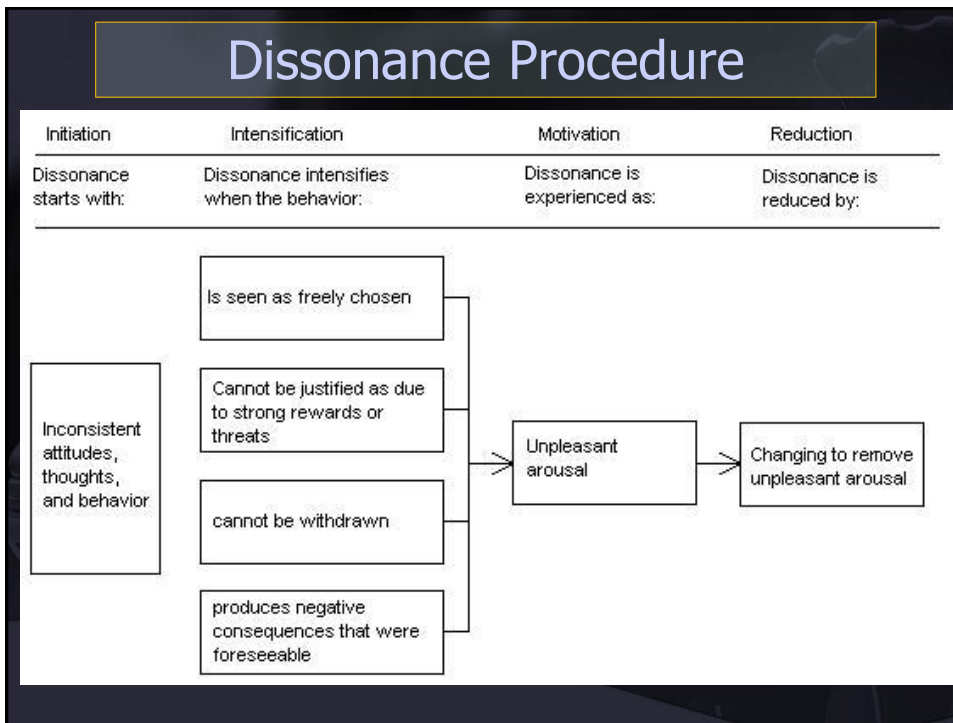 Dissonance Procedure
Initiation
Intensification
Motivation
Reduction
Dissonance
starts with:
Dissonance intensifies
when the behavior:
Dissonance is
experienced as:
Dissonance is
reduced by:
Inconsistent
attitudes,
thoughts,
and behavior
Is seen as freely chosen
Cannot be justified as due
to strong rewards or
threats
cannot be withdrawn
produces negative
consequences that were
foreseeable
Unpleasant
arousal
Changing to remove
unpleasant arousal